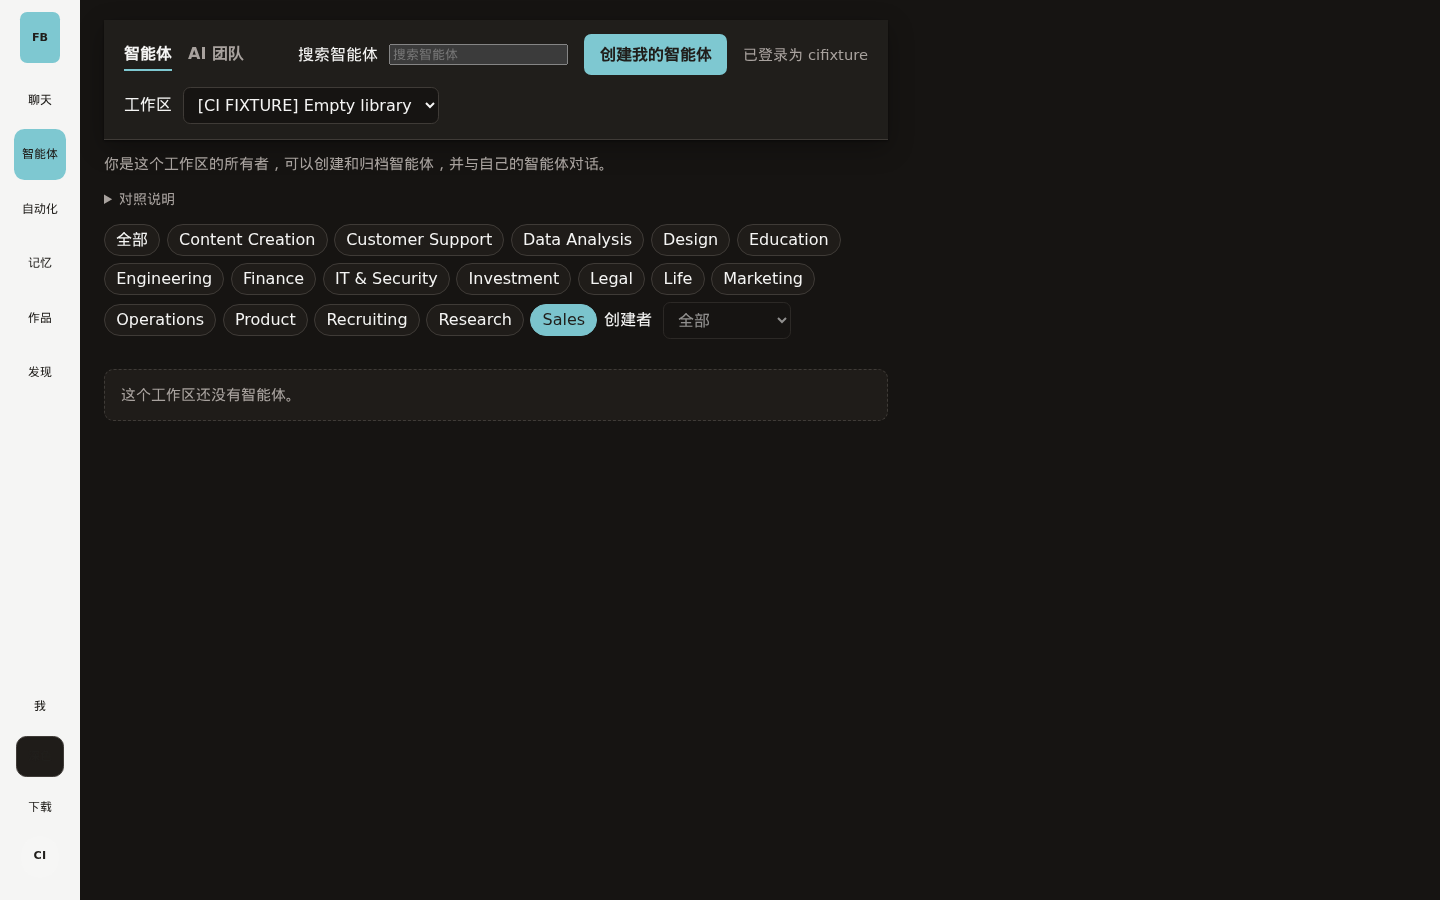 FB
聊天
智能体
自动化
记忆
作品
发现
我
下载
CI
智能体 AI 团队 搜索智能体 搜索智能体 创建我的智能体 已登录为 cifixture
工作区 [CI FIXTURE] Empty library
你是这个工作区的所有者，可以创建和归档智能体，并与自己的智能体对话。
对照说明
全部 Content Creation Customer Support Data Analysis Design Education
Engineering Finance IT & Security Investment Legal Life Marketing
Operations Product Recruiting Research Sales 创建者 全部
这个工作区还没有智能体。